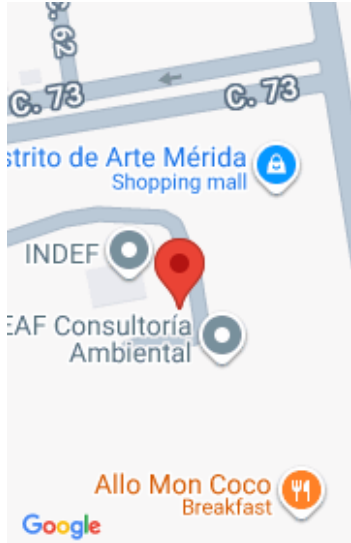 C. 62
C. 73
C. 73
strito de Arte Mérida
Shopping mall
INDEF
EAF Consultoría
Ambiental
Allo Mon Coco
Breakfast
Google